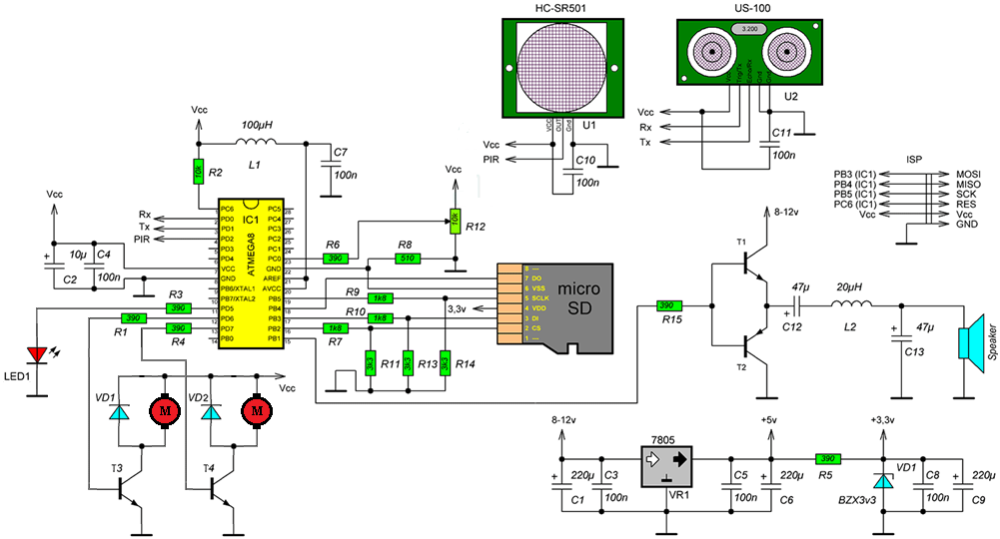 HC-SR501
US-100
3.200
Vcc
Trig/Tx
Echo/Rx
Gnd
Gnd
U2
VCC
OUT
Gnd
U1
Vcc
PIR
C10
100n
Vcc
Rx
Tx
C11
100n
ISP
PB3 (IC1) MOSI
PB4 (IC1) MISO
PB5 (IC1) SCK
PC6 (IC1) RES
Vcc Vcc
GND
Vcc
100µH
L1
10k
R2
C7
100n
Vcc
10k
R12
Vcc
10µ
C4
100n
C2
Rx
Tx
PIR
IC1
ATMEGA8
PC6
PD0
PD1
PD2
PD3
PD4
VCC
GND
PB6/XTAL1
PB7/XTAL2
PD5
PD6
PD7
PB0
PC5
PC4
PC3
PC2
PC1
PC0
GND
AREF
AVCC
PB5
PB4
PB3
PB2
PB1
R6
390
R8
510
R9
1k8
R10
1k8
R7
3,3v
8 —
7 DO
6 VSS
5 SCLK
4 VDD
3 DI
2 CS
1 —
micro
SD
R3
390
R1
390
R4
390
LED1
3k3
R11
3k3
R13
3k3
R14
Vcc
VD1
M
VD2
M
T3
T4
390
R15
8-12v
T1
T2
47µ
C12
20µH
L2
47µ
C13
Speaker
8-12v
220µ
C1
C3
100n
7805
VR1
+5v
C5
100n
220µ
C6
390
R5
+3,3v
VD1
BZX3v3
C8
100n
220µ
C9